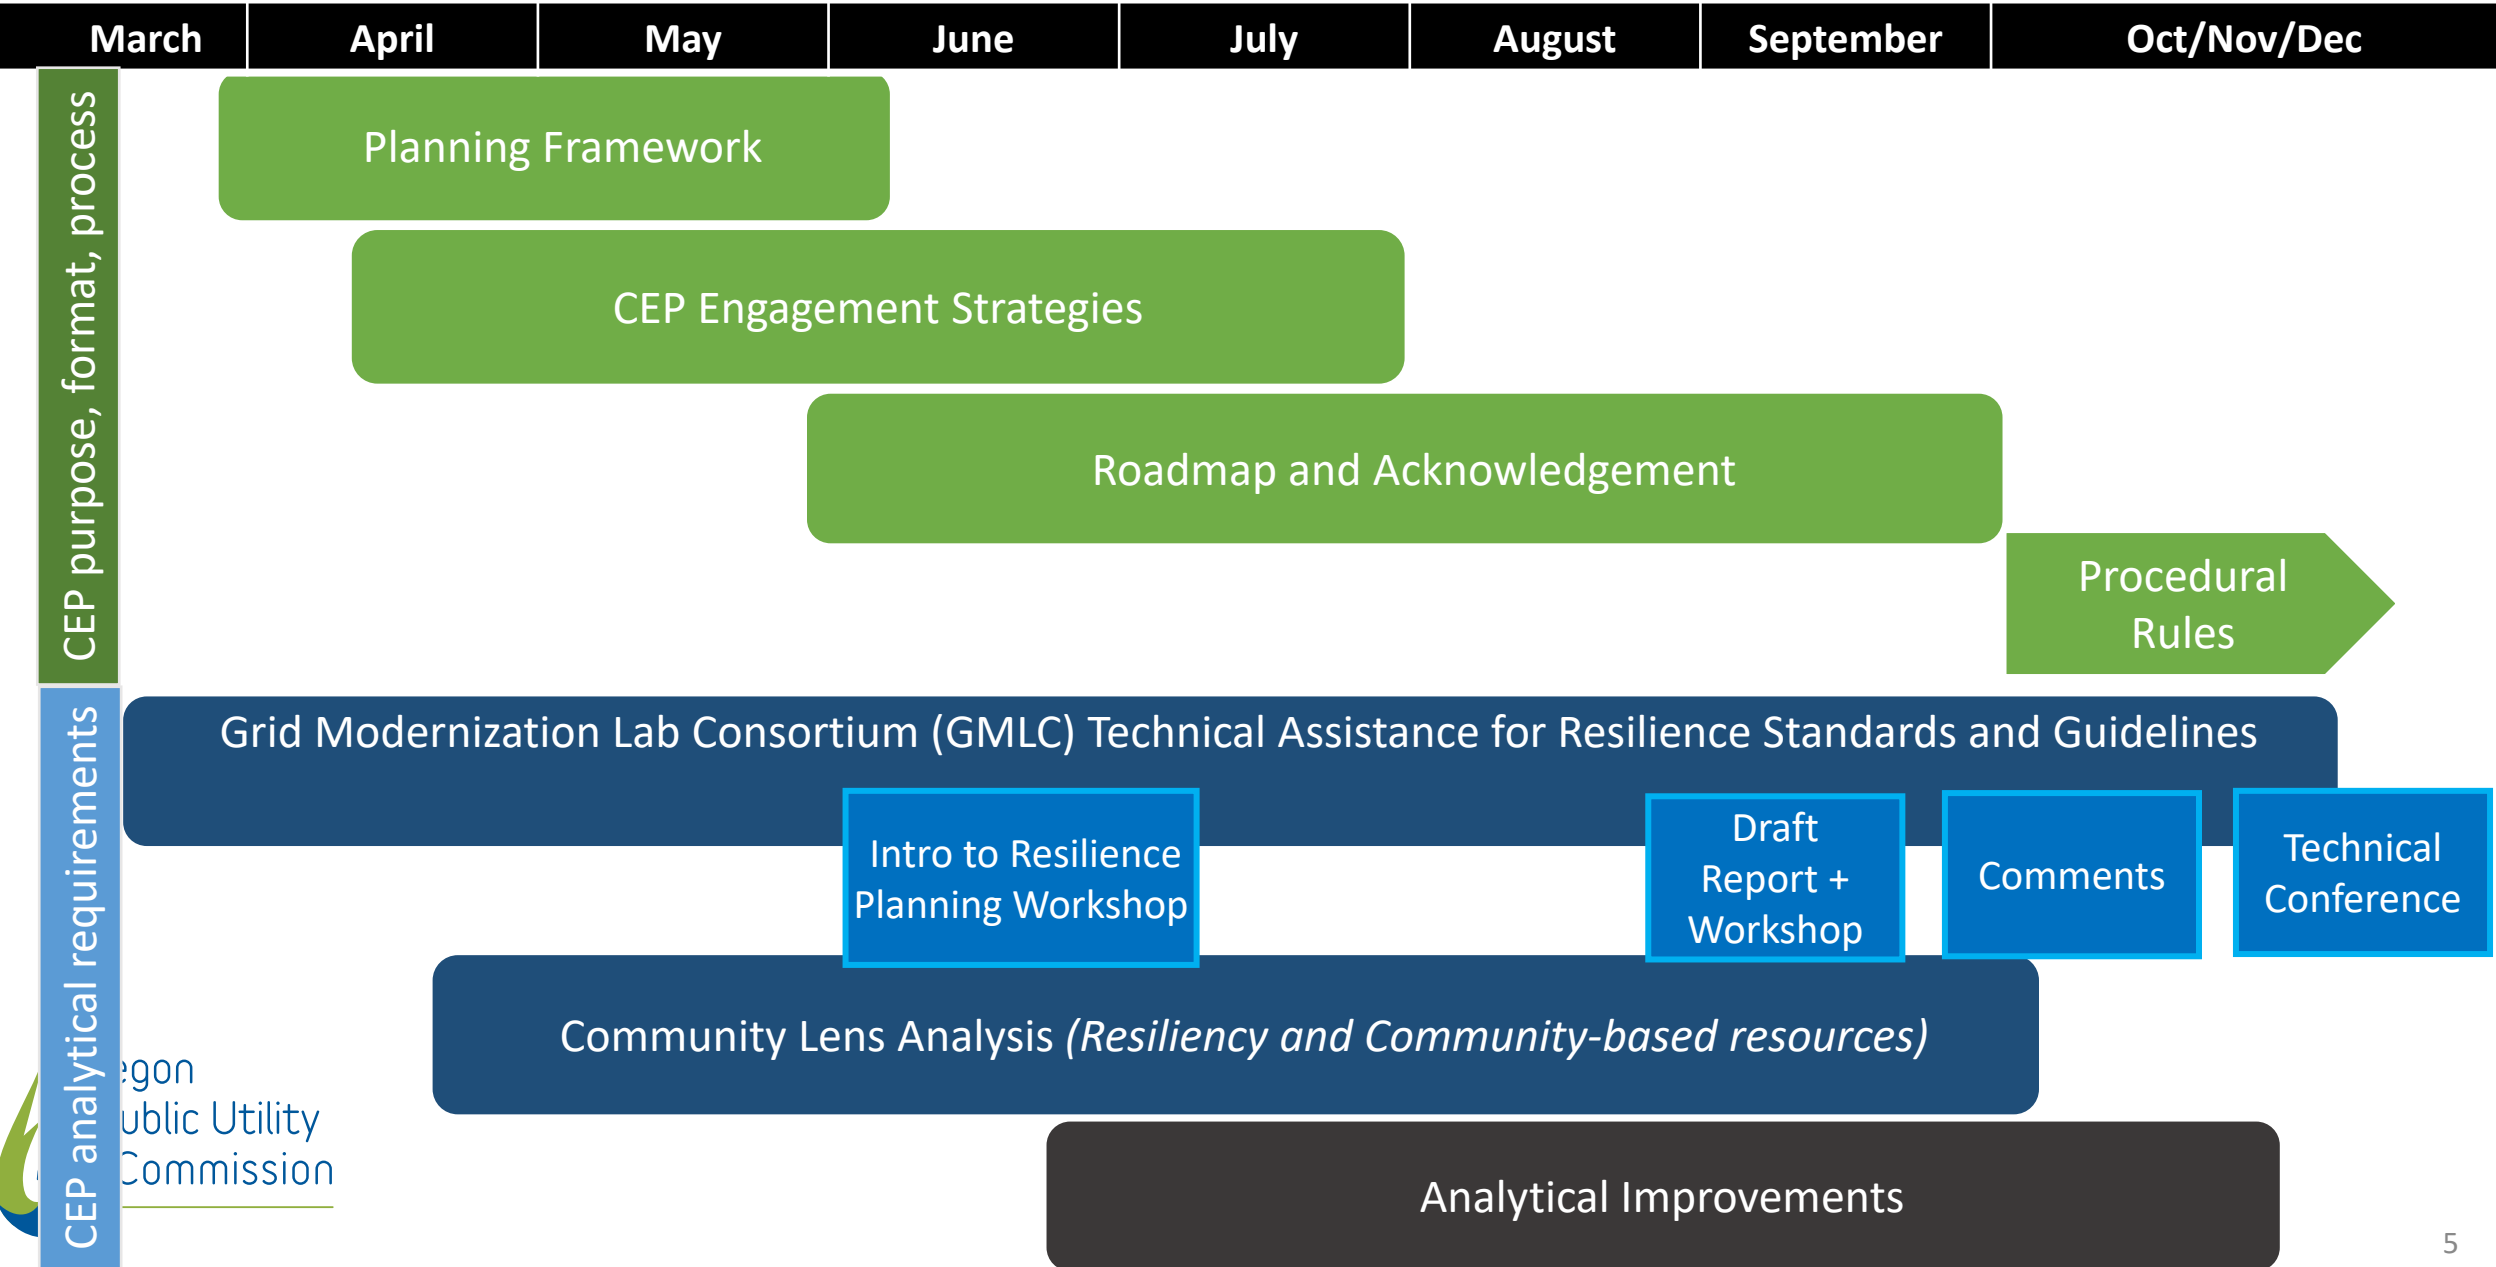 March April May June July August September Oct/Nov/Dec
CEP purpose, format, process
Planning Framework
CEP Engagement Strategies
Roadmap and Acknowledgement
Procedural
Rules
CEP analytical requirements
Grid Modernization Lab Consortium (GMLC) Technical Assistance for Resilience Standards and Guidelines
Intro to Resilience
Planning Workshop
Draft
Report +
Workshop
Comments
Technical
Conference
Community Lens Analysis (Resiliency and Community-based resources)
Analytical Improvements
egon
ublic Utility
Commission
5